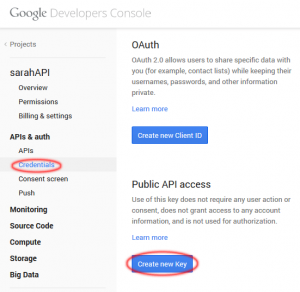 Google Developers Console
< Projects
sarahAPI
Overview
Permissions
Billing & settings
APIs & auth
APIs
Credentials
Consent screen
Push
Monitoring
Source Code
Compute
Storage
Big Data
OAuth
OAuth 2.0 allows users to share specific data with
you (for example, contact lists) while keeping their
usernames, passwords, and other information
private.
Learn more
Create new Client ID
Public API access
Use of this key does not require any user action or
consent, does not grant access to any account
information, and is not used for authorization.
Learn more
Create new Key